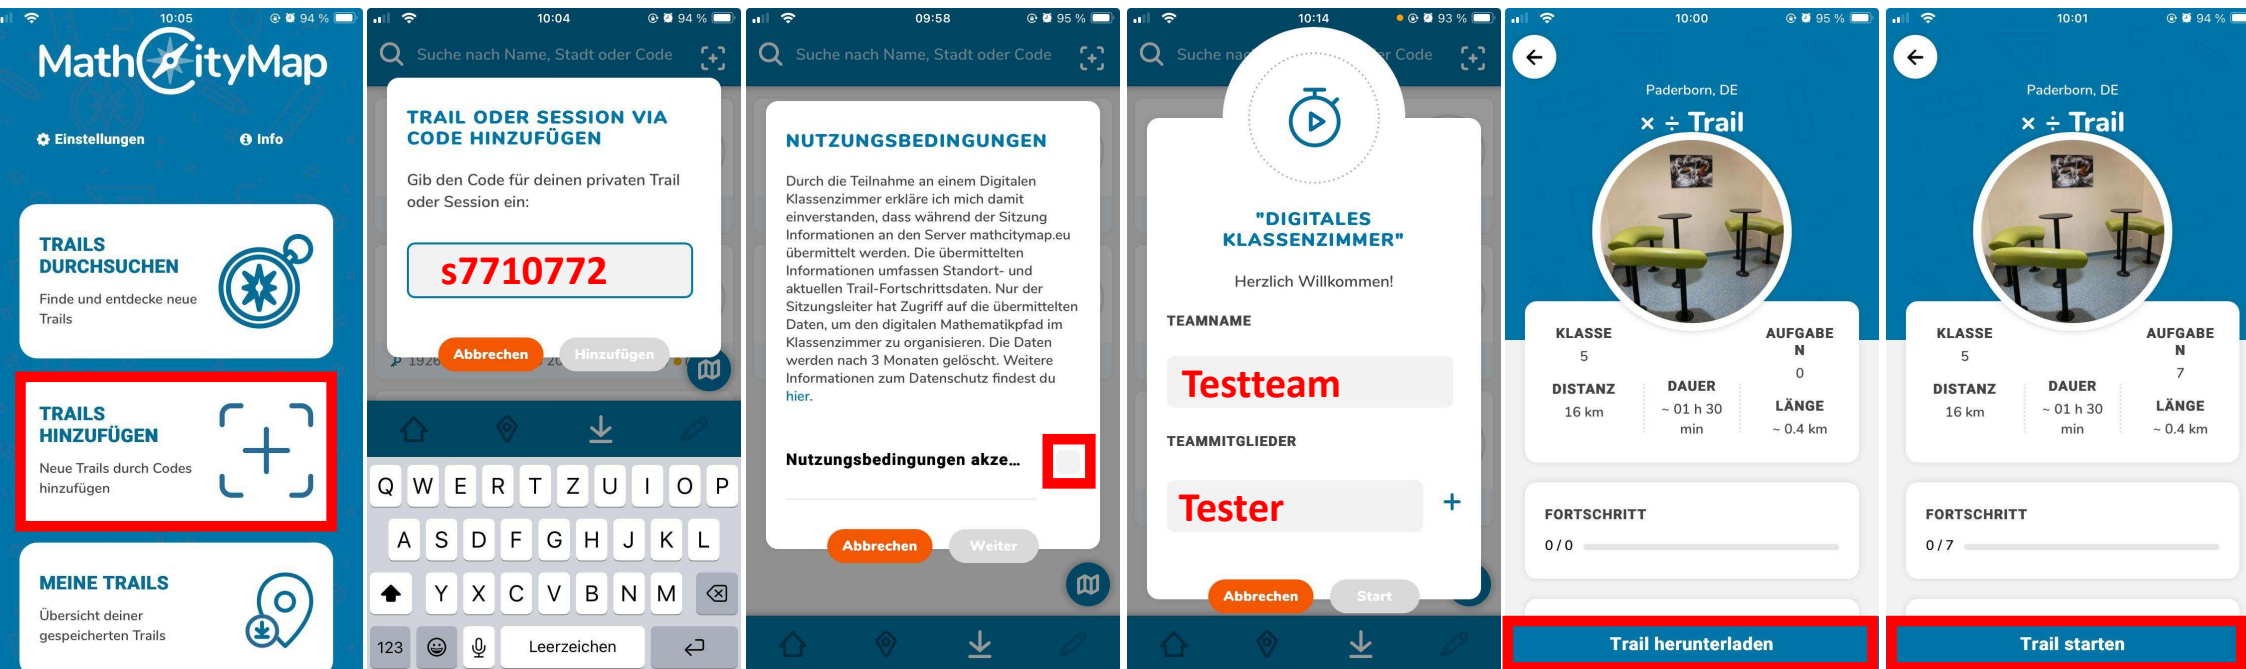 10:05
94 %
MathCityMap
Einstellungen
Info
TRAILS
DURCHSUCHEN
Finde und entdecke neue
Trails
TRAILS
HINZUFÜGEN
Neue Trails durch Codes
hinzufügen
MEINE TRAILS
Übersicht deiner
gespeicherten Trails
10:04
94 %
Suche nach Name, Stadt oder Code
TRAIL ODER SESSION VIA
CODE HINZUFÜGEN
Gib den Code für deinen privaten Trail
oder Session ein:
s7710772
Abbrechen
Hinzufügen
Q W E R T Z U I O P
A S D F G H J K L
Y X C V B N M
123
Leerzeichen
09:58
95 %
Suche nach Name, Stadt oder Code
NUTZUNGSBEDINGUNGEN
Durch die Teilnahme an einem Digitalen
Klassenzimmer erkläre ich mich damit
einverstanden, dass während der Sitzung
Informationen an den Server mathcitymap.eu
übermittelt werden. Die übermittelten
Informationen umfassen Standort- und
aktuellen Trail-Fortschrittsdaten. Nur der
Sitzungsleiter hat Zugriff auf die übermittelten
Daten, um den digitalen Mathematikpfad im
Klassenzimmer zu organisieren. Die Daten
werden nach 3 Monaten gelöscht. Weitere
Informationen zum Datenschutz findest du
hier.
Nutzungsbedingungen akze...
Abbrechen
Weiter
10:14
93 %
Suche
Code
"DIGITALES
KLASSENZIMMER"
Herzlich Willkommen!
TEAMNAME
Testteam
TEAMMITGLIEDER
Tester
+
Abbrechen
Start
10:00
95 %
Paderborn, DE
× ÷ Trail
KLASSE
5
AUFGABE
N
0
DISTANZ
16 km
DAUER
~ 01 h 30
min
LÄNGE
~ 0.4 km
FORTSCHRITT
0 / 0
Trail herunterladen
10:01
94 %
Paderborn, DE
× ÷ Trail
KLASSE
5
AUFGABE
N
7
DISTANZ
16 km
DAUER
~ 01 h 30
min
LÄNGE
~ 0.4 km
FORTSCHRITT
0 / 7
Trail starten